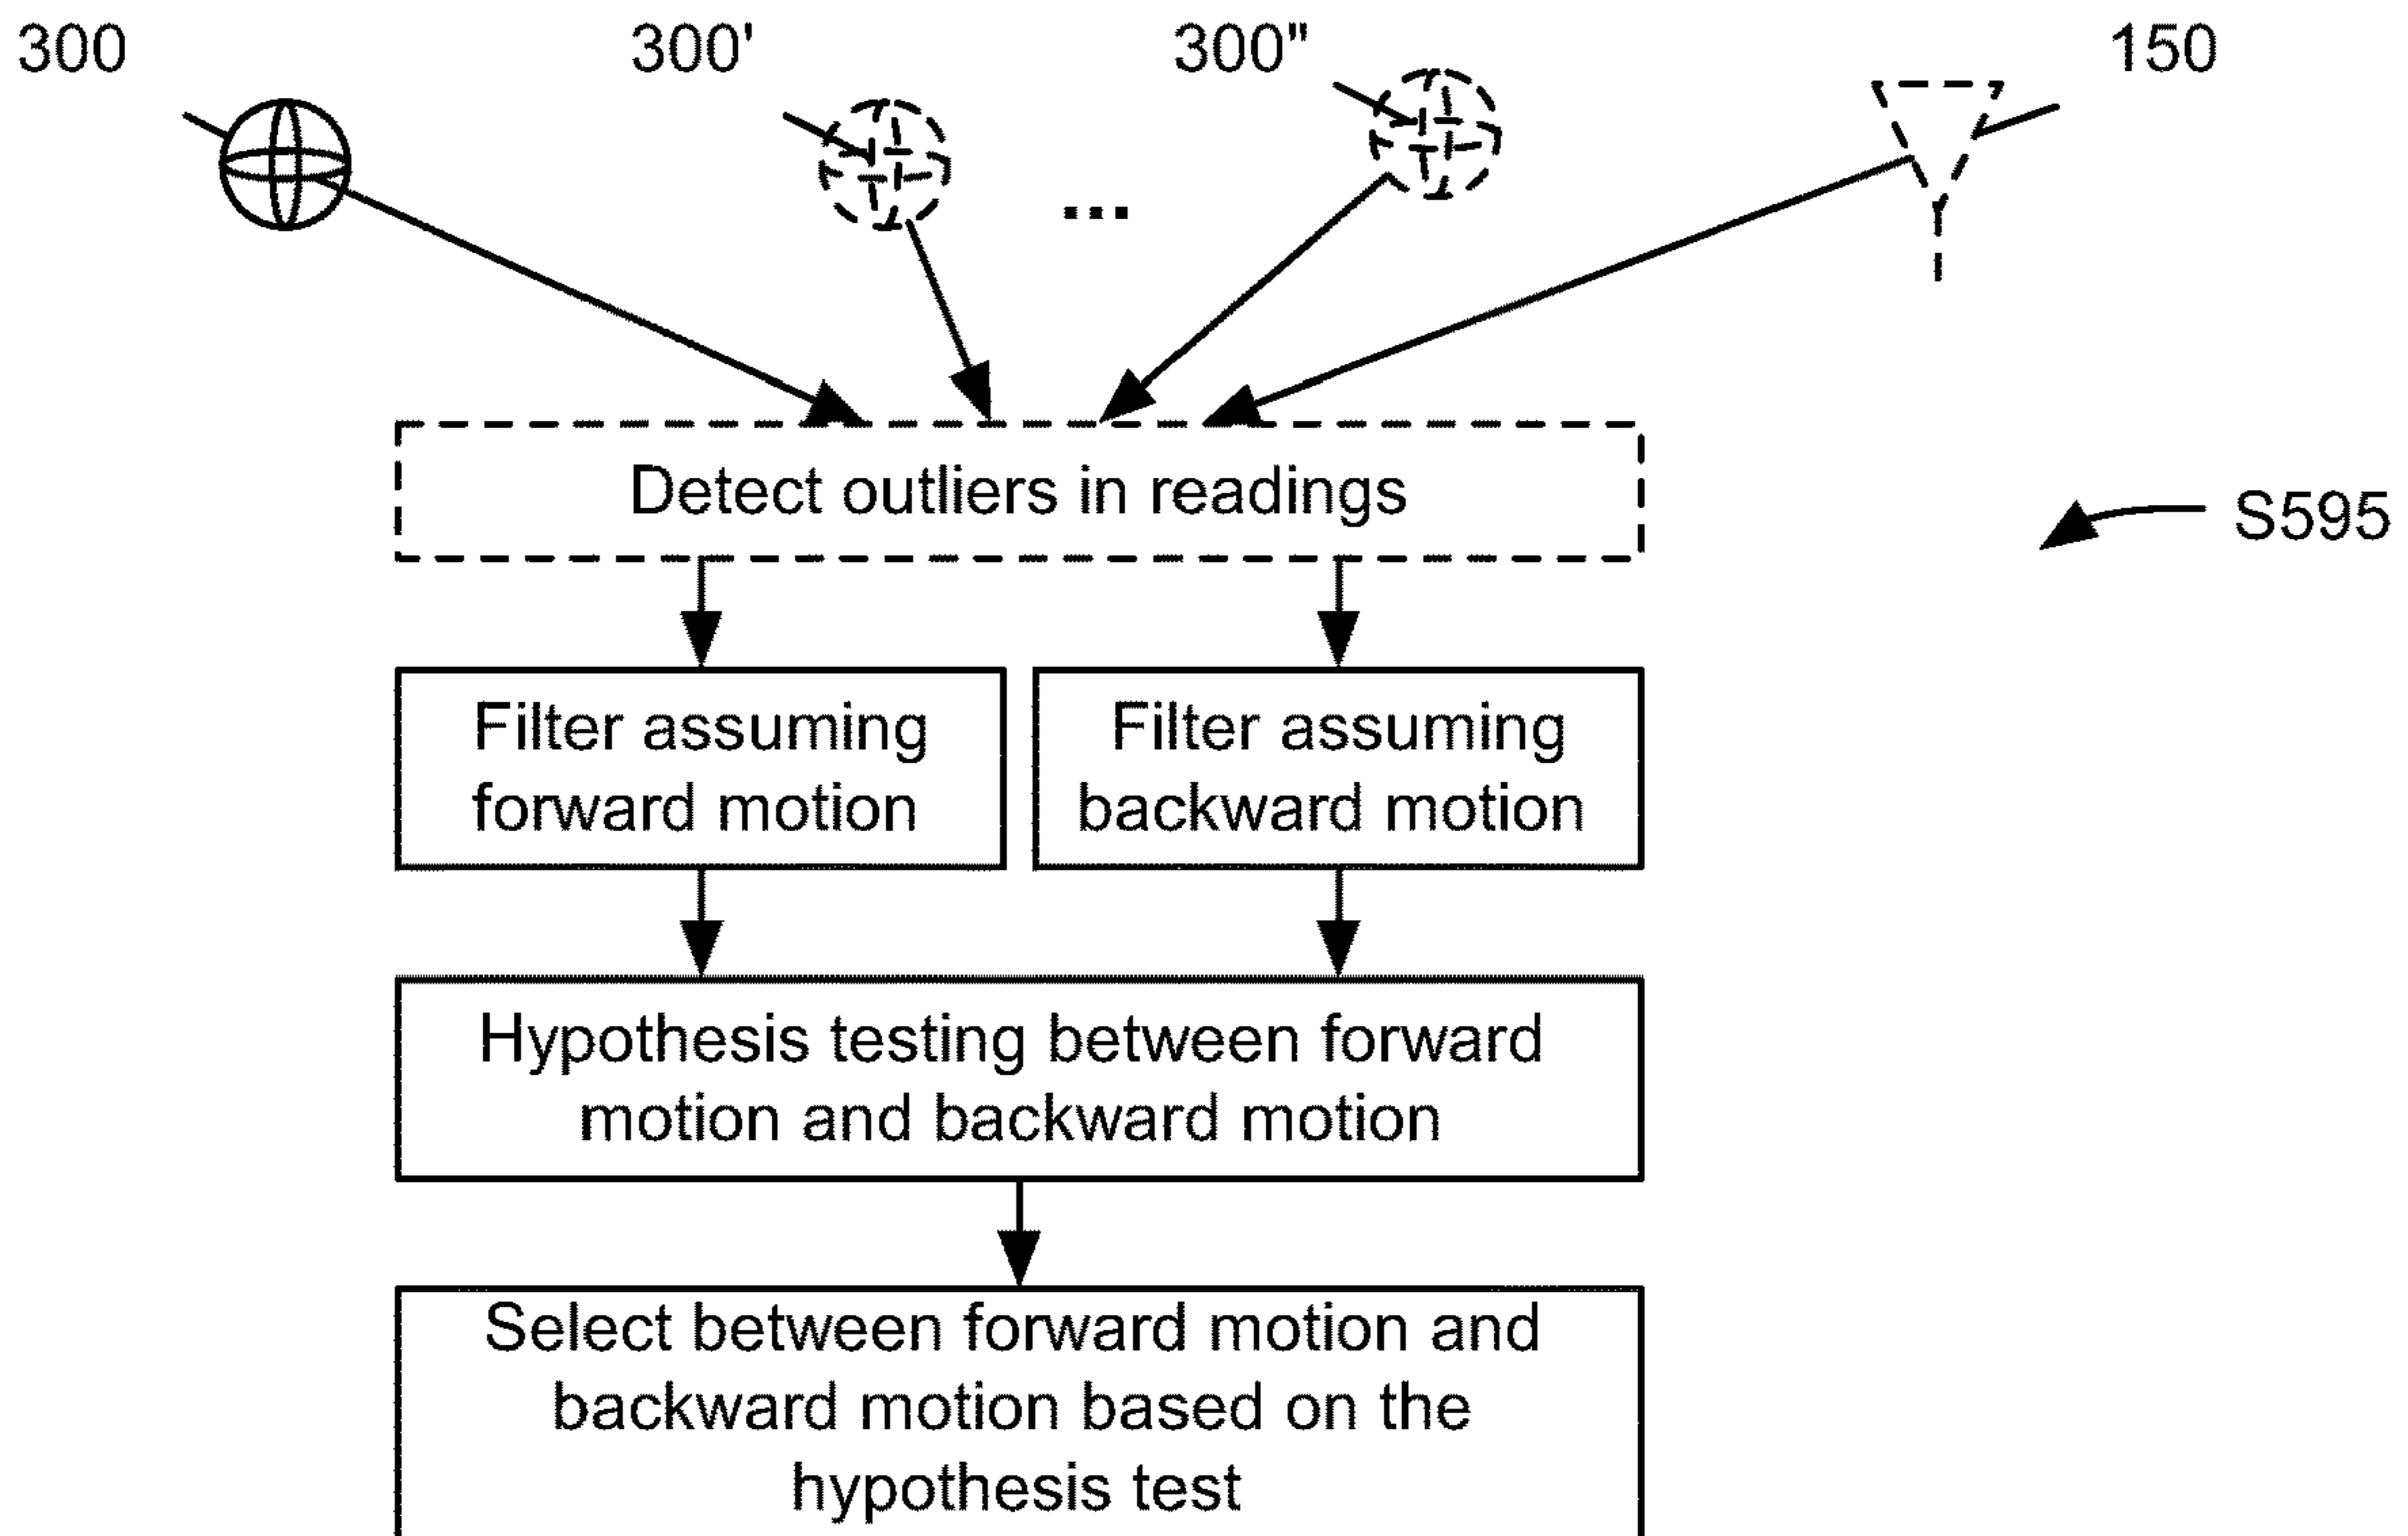 300
300'
300"
150
...
Detect outliers in readings
S595
Filter assuming
forward motion
Filter assuming
backward motion
Hypothesis testing between forward
motion and backward motion
Select between forward motion and
backward motion based on the
hypothesis test